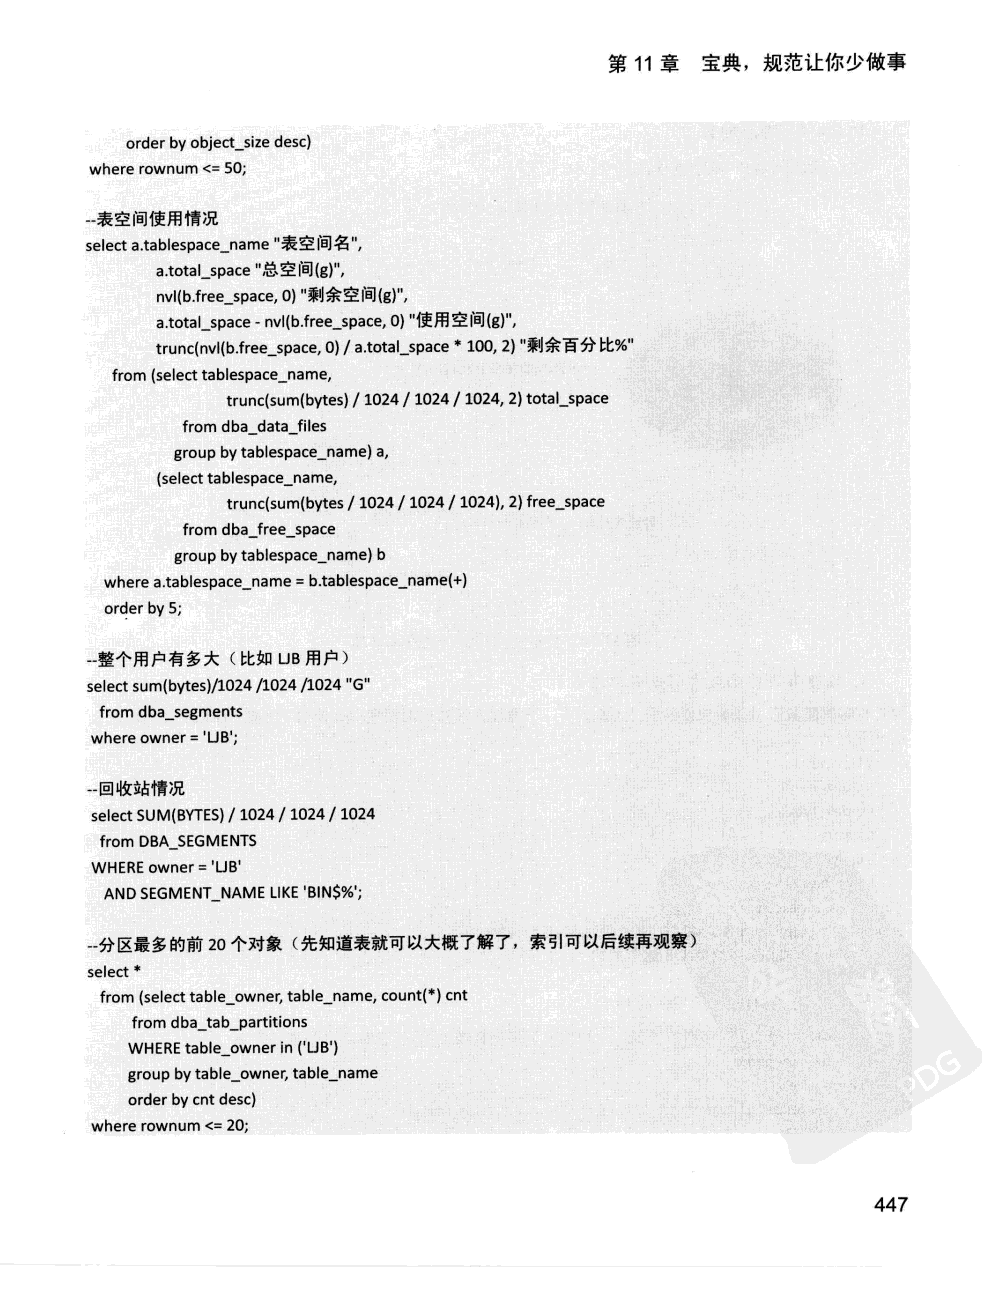 第 11 章 宝典，规范让你少做事
order by object_size desc)
where rownum <= 50;
--表空间使用情况
select a.tablespace_name "表空间名",
a.total_space "总空间(g)",
nvl(b.free_space, 0) "剩余空间(g)",
a.total_space - nvl(b.free_space, 0) "使用空间(g)",
trunc(nvl(b.free_space, 0) / a.total_space * 100, 2) "剩余百分比%"
from (select tablespace_name,
trunc(sum(bytes) / 1024 / 1024 / 1024, 2) total_space
from dba_data_files
group by tablespace_name) a,
(select tablespace_name,
trunc(sum(bytes / 1024 / 1024 / 1024), 2) free_space
from dba_free_space
group by tablespace_name) b
where a.tablespace_name = b.tablespace_name(+)
order by 5;
--整个用户有多大（比如 LJB 用户）
select sum(bytes)/1024 /1024 /1024 "G"
from dba_segments
where owner = 'LJB';
--回收站情况
select SUM(BYTES) / 1024 / 1024 / 1024
from DBA_SEGMENTS
WHERE owner = 'LJB'
AND SEGMENT_NAME LIKE 'BIN$%';
--分区最多的前 20 个对象（先知道表就可以大概了解了，索引可以后续再观察）
select *
from (select table_owner, table_name, count(*) cnt
from dba_tab_partitions
WHERE table_owner in ('LJB')
group by table_owner, table_name
order by cnt desc)
where rownum <= 20;
PDG
447